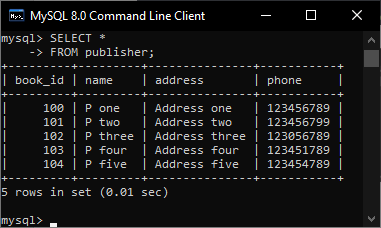 MySQL 8.0 Command Line Client
mysql> SELECT *
    -> FROM publisher;
+---------+---------+---------------+-----------+
| book_id | name    | address       | phone     |
+---------+---------+---------------+-----------+
|     100 | P one   | Address one   | 123456789 |
|     101 | P two   | Address two   | 123456799 |
|     102 | P three | Address three | 123056789 |
|     103 | P four  | Address four  | 123451789 |
|     104 | P five  | Address five  | 123454789 |
+---------+---------+---------------+-----------+
5 rows in set (0.01 sec)
mysql>